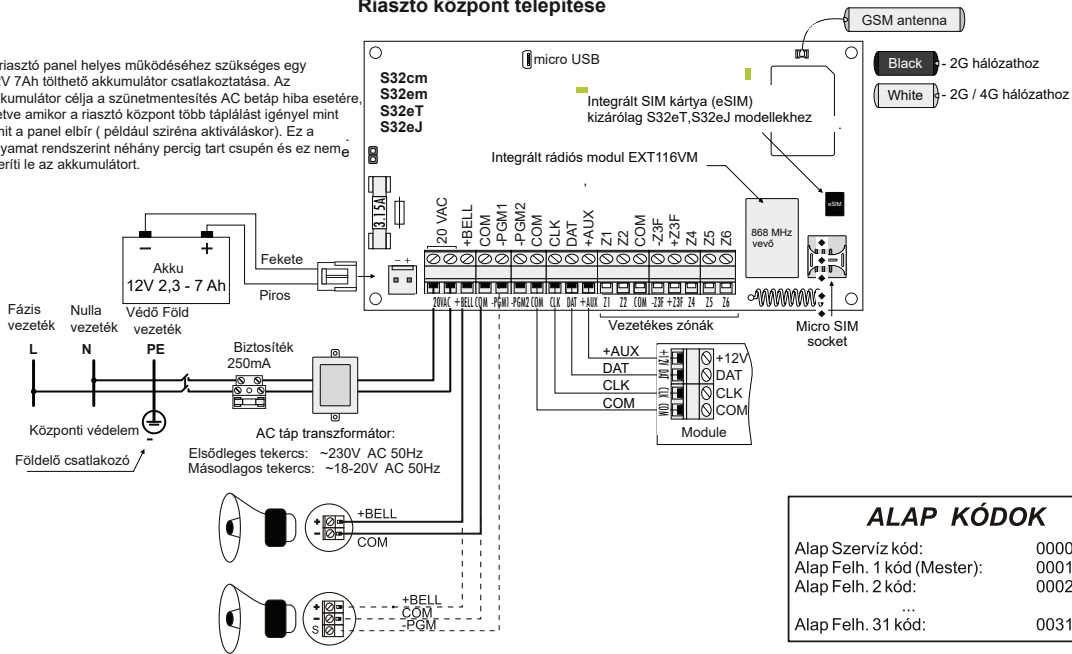 Riasztó központ telepítése
GSM antenna
Black - 2G hálózathoz
White - 2G / 4G hálózathoz
riasztó panel helyes működéséhez szükséges egy
2V 7Ah tölthető akkumulátor csatlakoztatása. Az
kumulátor célja a szünetmentesítés AC betáp hiba esetére,
etve amikor a riasztó központ több táplálást igényel mint
mit a panel elbír ( például sziréna aktiváláskor). Ez a
lyamat rendszerint néhány percig tart csupén és ez nem e
eríti le az akkumulátort.
micro USB
S32cm
S32em
S32eT
S32eJ
Integrált SIM kártya (eSIM)
kizárólag S32eT,S32eJ modellekhez
Integrált rádiós modul EXT116VM
eSIM
868 MHz
vevő
3.15A
20 VAC +BELL COM -PGM1 -PGM2 COM CLK DAT +AUX Z1 Z2 COM -Z3F +Z3F Z4 Z5 Z6
20VAC +BELL COM -PGM1 -PGM2 COM CLK DAT +AUX Z1 Z2 COM -Z3F +Z3F Z4 Z5 Z6
Vezetékes zónák
Micro SIM
socket
- +
Akku
12V 2,3 - 7 Ah
Fekete
Piros
- +
Fázis
vezeték
Nulla
vezeték
Védő Föld
vezeték
L N PE
Biztosíték
250mA
Központi védelem
Földelő csatlakozó
AC táp transzformátor:
Elsődleges tekercs: ~230V AC 50Hz
Másodlagos tekercs: ~18-20V AC 50Hz
+AUX
DAT
CLK
COM
+12V DAT CLK COM
+12V
DAT
CLK
COM
Module
+BELL
COM
+
-
+BELL
COM
-PGM
+
-
S
ALAP KÓDOK
Alap Szervíz kód: 0000
Alap Felh. 1 kód (Mester): 0001
Alap Felh. 2 kód: 0002
...
Alap Felh. 31 kód: 0031